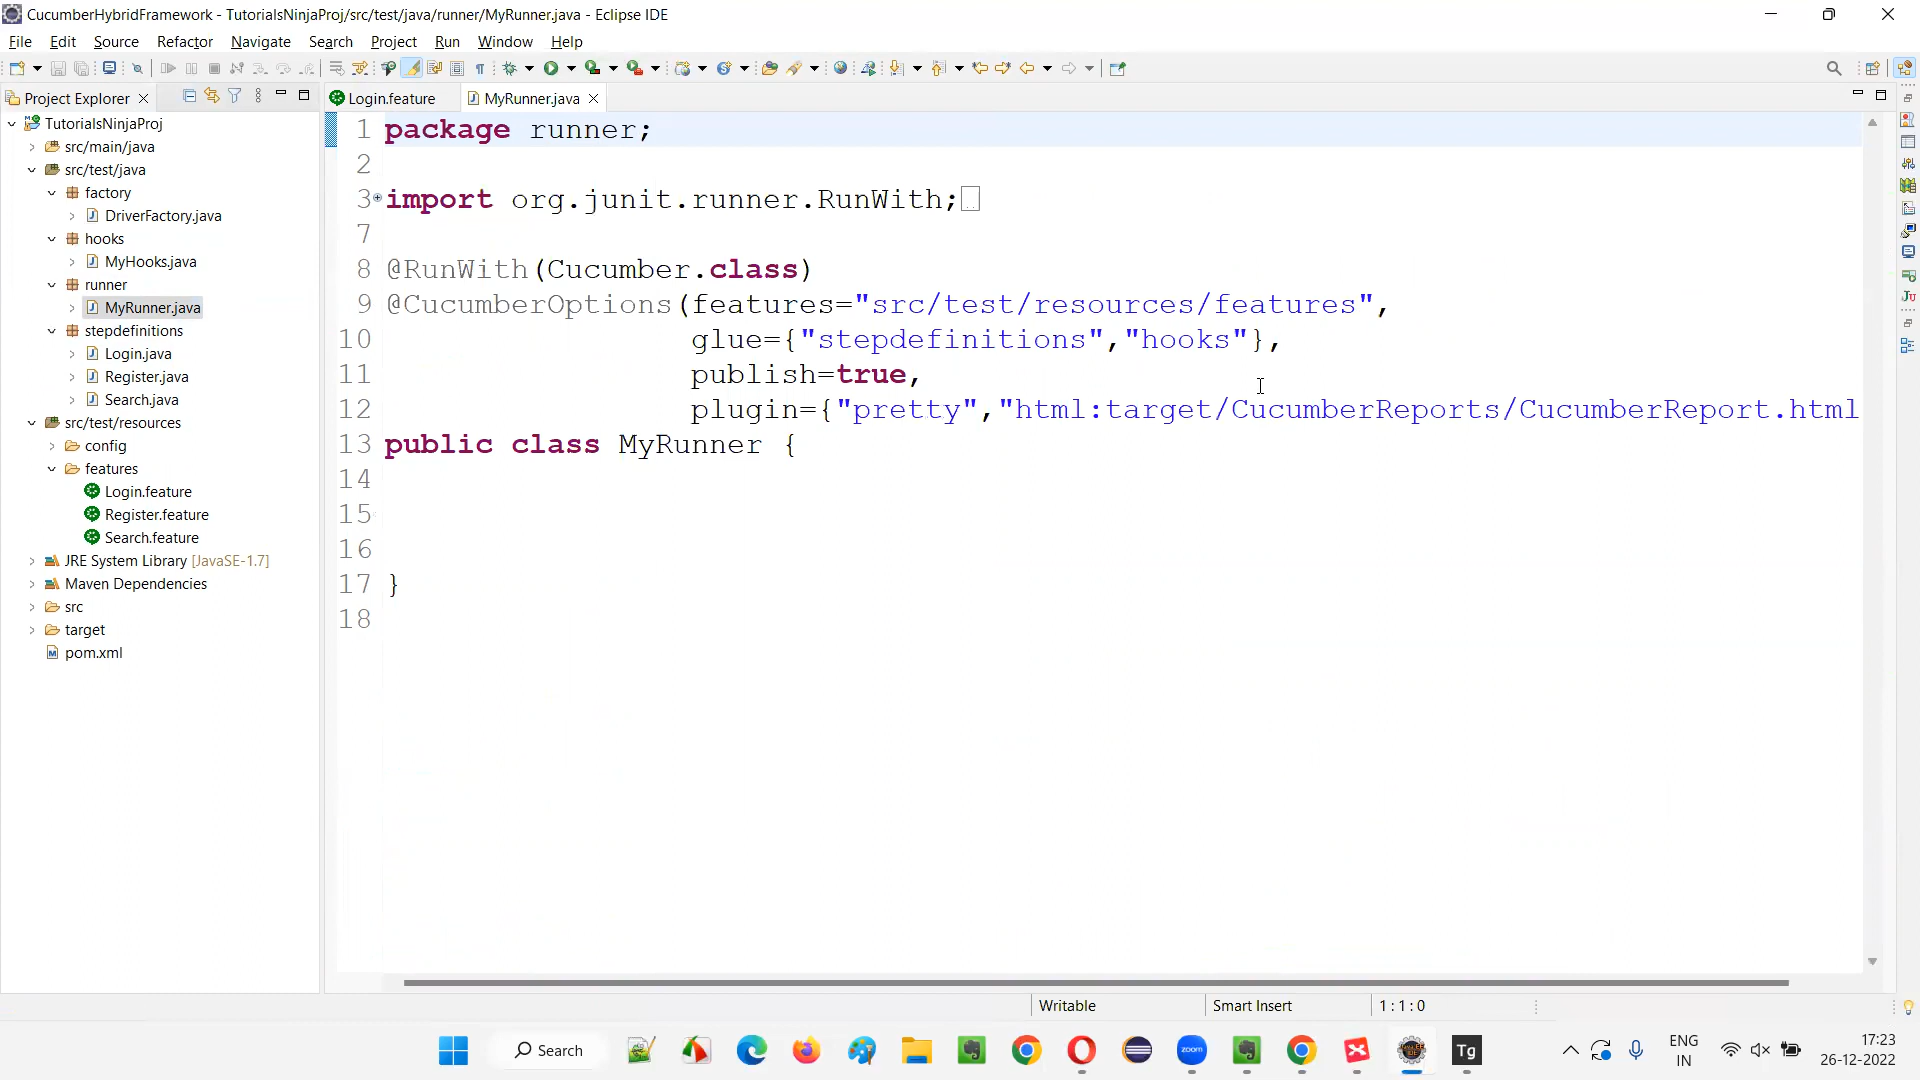 CucumberHybridFramework - TutorialsNinjaProj/src/test/java/runner/MyRunner.java - Eclipse IDE
File Edit Source Refactor Navigate Search Project Run Window Help
Project Explorer
TutorialsNinjaProj
src/main/java
src/test/java
factory
DriverFactory.java
hooks
MyHooks.java
runner
MyRunner.java
stepdefinitions
Login.java
Register.java
Search.java
src/test/resources
config
features
Login.feature
Register.feature
Search.feature
JRE System Library [JavaSE-1.7]
Maven Dependencies
src
target
pom.xml
Login.feature MyRunner.java
1 package runner;
2
3 import org.junit.runner.RunWith;
7
8 @RunWith(Cucumber.class)
9 @CucumberOptions(features="src/test/resources/features",
10 glue={"stepdefinitions","hooks"},
11 publish=true,
12 plugin={"pretty","html:target/CucumberReports/CucumberReport.html
13 public class MyRunner {
14
15
16
17 }
18
Writable Smart Insert 1 : 1 : 0
Search
zoom
Tg
ENG
IN
17:23
26-12-2022